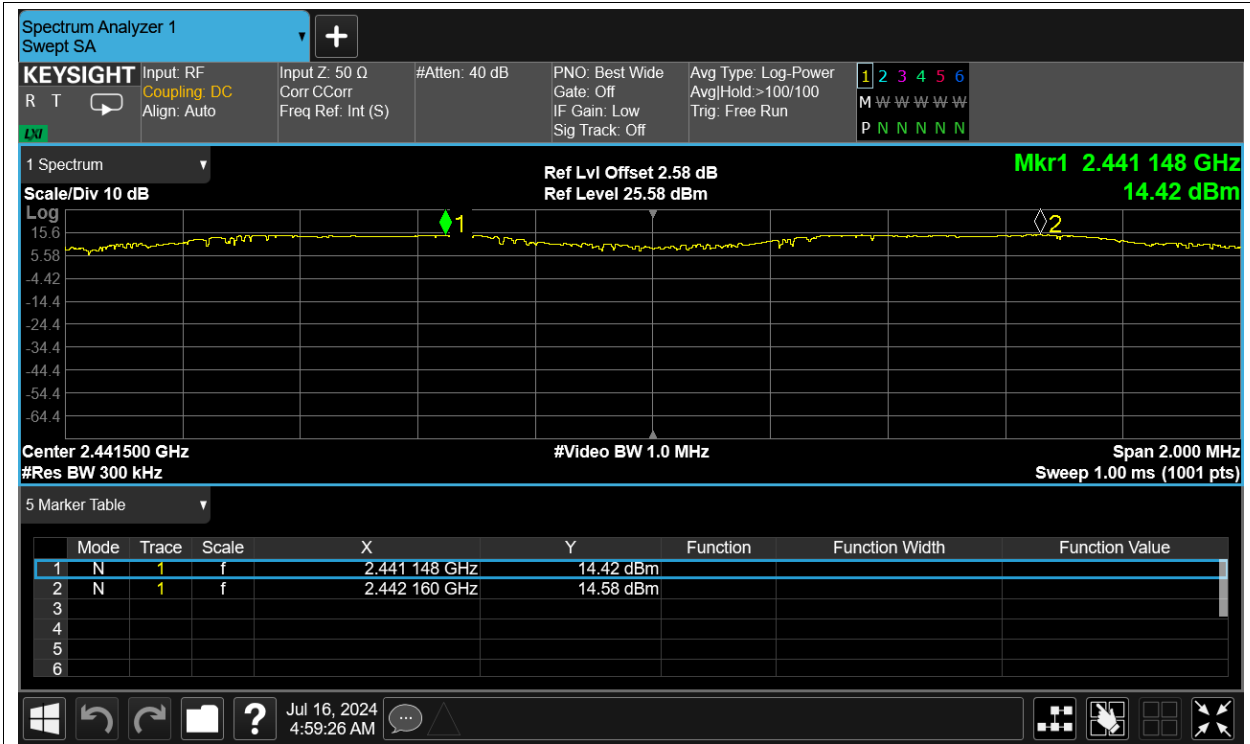 Spectrum Analyzer 1
Swept SA
KEYSIGHT Input: RF Input Z: 50 Ω #Atten: 40 dB PNO: Best Wide Avg Type: Log-Power 1 2 3 4 5 6
R T Coupling: DC Corr CCorr Gate: Off Avg|Hold:>100/100 M W W W W W
Align: Auto Freq Ref: Int (S) IF Gain: Low Trig: Free Run P N N N N N
LXI Sig Track: Off
1 Spectrum Ref Lvl Offset 2.58 dB Mkr1 2.441 148 GHz
Scale/Div 10 dB Ref Level 25.58 dBm 14.42 dBm
Log
1 2
15.6
5.58
-4.42
-14.4
-24.4
-34.4
-44.4
-54.4
-64.4
Center 2.441500 GHz #Video BW 1.0 MHz Span 2.000 MHz
#Res BW 300 kHz Sweep 1.00 ms (1001 pts)
5 Marker Table
Mode Trace Scale X Y Function Function Width Function Value
1 N 1 f 2.441 148 GHz 14.42 dBm
2 N 1 f 2.442 160 GHz 14.58 dBm
3
4
5
6
? Jul 16, 2024
4:59:26 AM